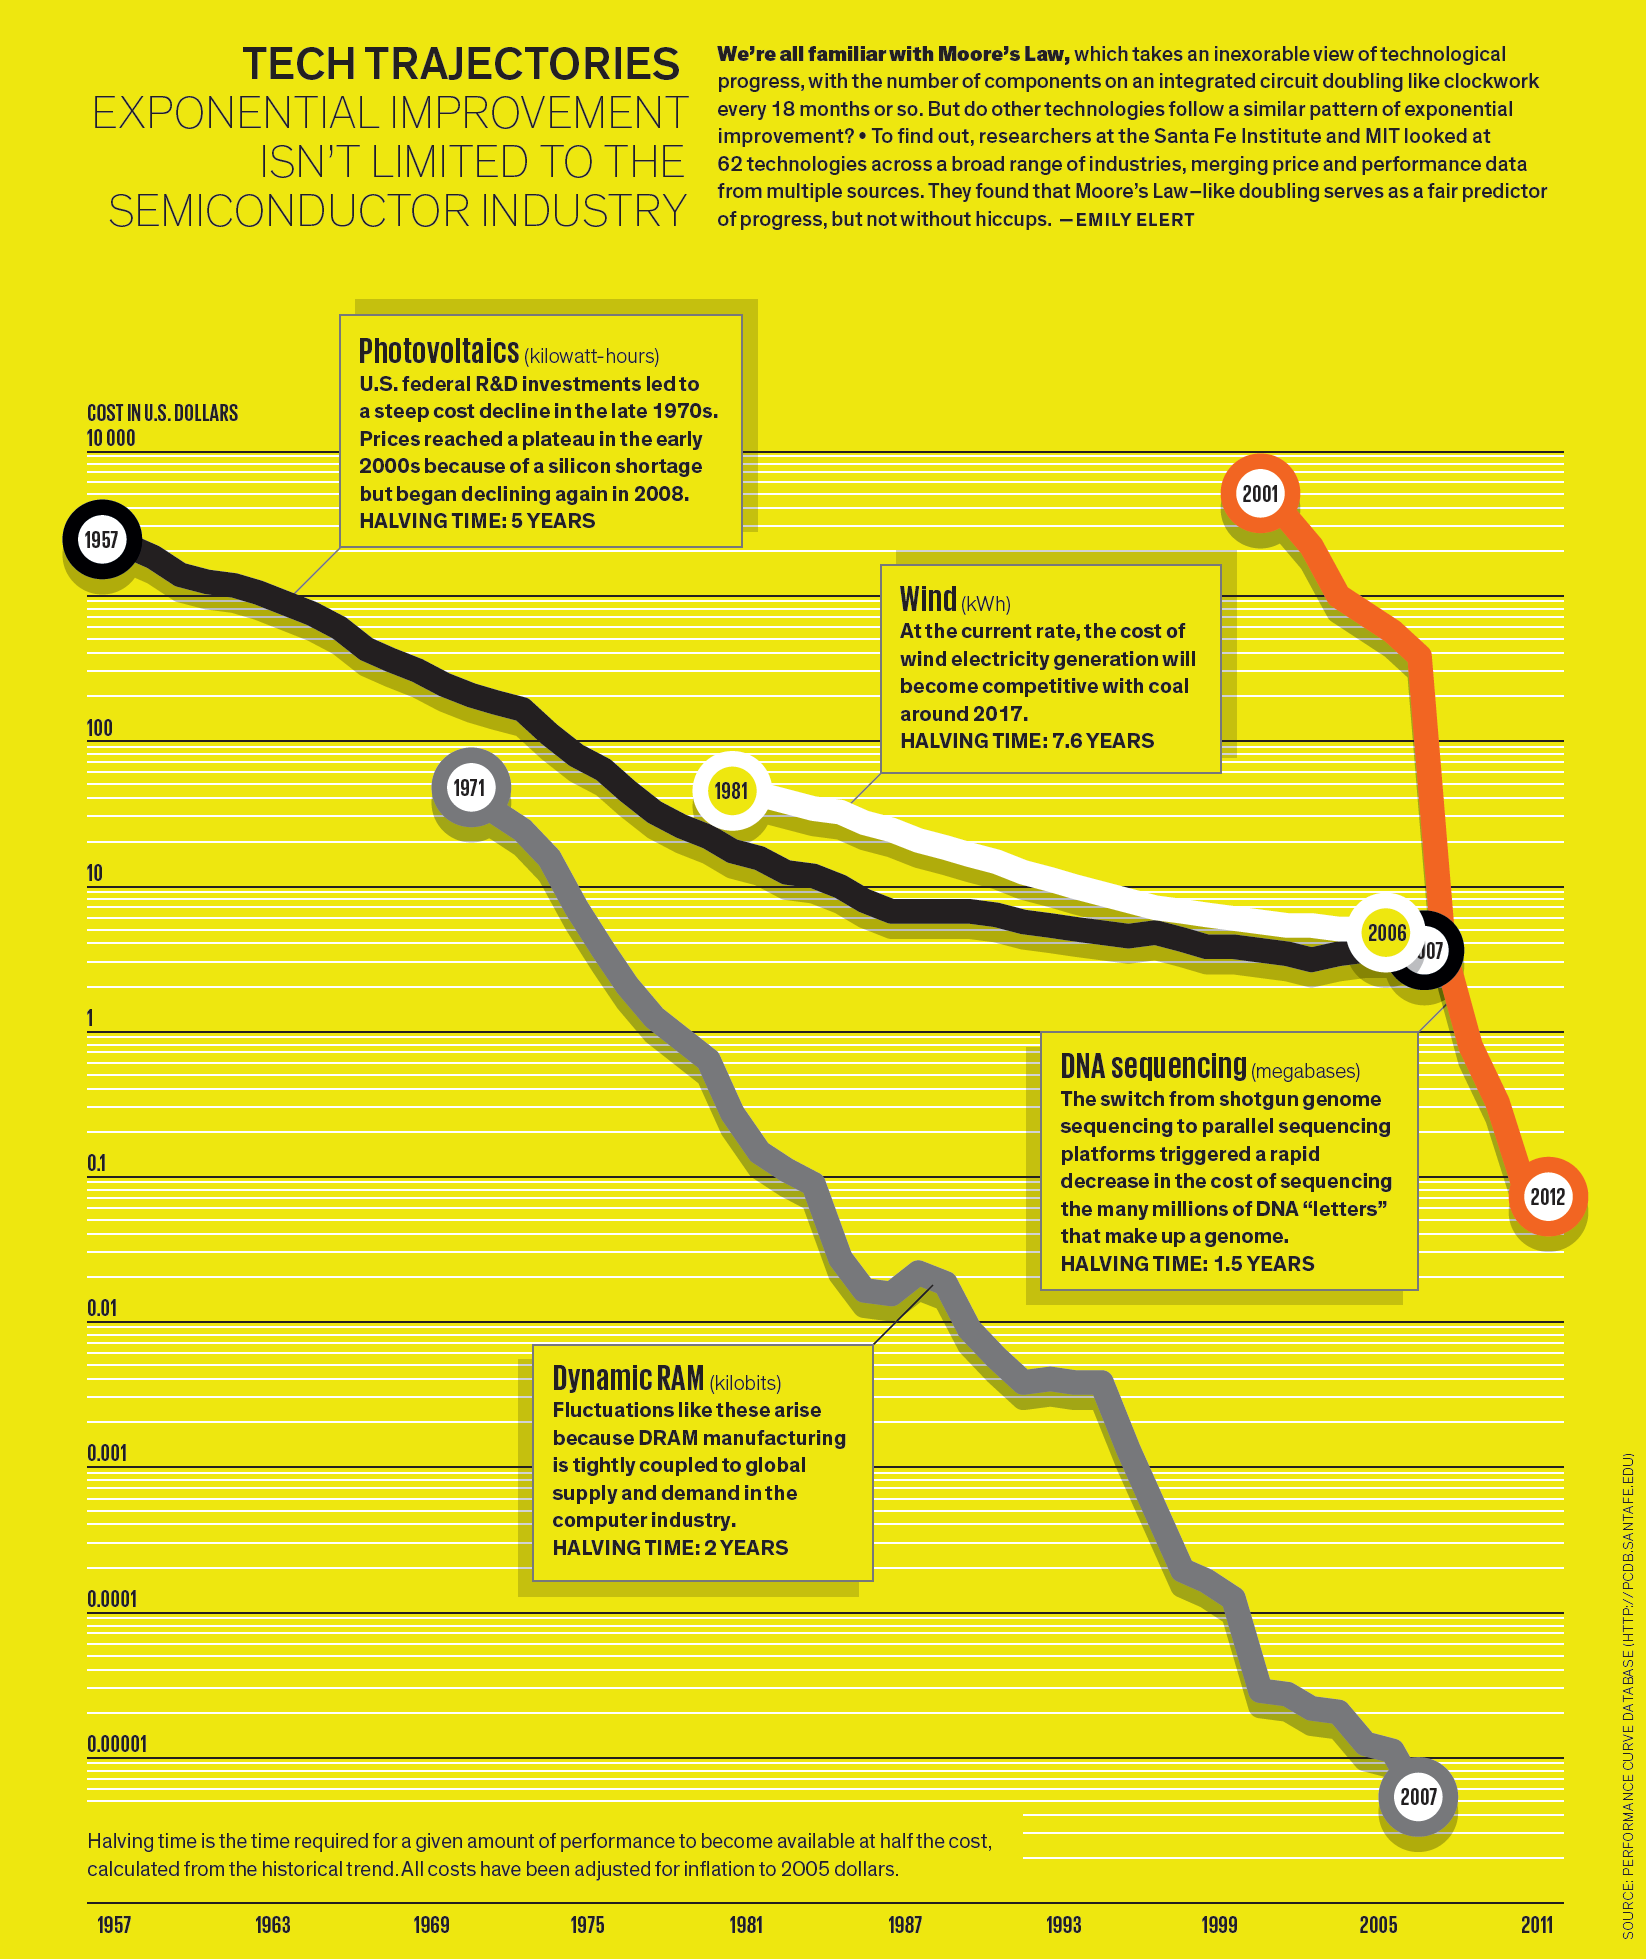 TECH TRAJECTORIES
EXPONENTIAL IMPROVEMENT
ISN’T LIMITED TO THE
SEMICONDUCTOR INDUSTRY
We’re all familiar with Moore’s Law, which takes an inexorable view of technological
progress, with the number of components on an integrated circuit doubling like clockwork
every 18 months or so. But do other technologies follow a similar pattern of exponential
improvement? • To find out, researchers at the Santa Fe Institute and MIT looked at
62 technologies across a broad range of industries, merging price and performance data
from multiple sources. They found that Moore’s Law–like doubling serves as a fair predictor
of progress, but not without hiccups. —EMILY ELERT
Photovoltaics (kilowatt-hours)
U.S. federal R&D investments led to
a steep cost decline in the late 1970s.
Prices reached a plateau in the early
2000s because of a silicon shortage
but began declining again in 2008.
HALVING TIME: 5 YEARS
COST IN U.S. DOLLARS
10 000
2001
1957
Wind (kWh)
At the current rate, the cost of
wind electricity generation will
become competitive with coal
around 2017.
HALVING TIME: 7.6 YEARS
100
1971
1981
10
2006
07
1
DNA sequencing (megabases)
The switch from shotgun genome
sequencing to parallel sequencing
platforms triggered a rapid
decrease in the cost of sequencing
the many millions of DNA “letters”
that make up a genome.
HALVING TIME: 1.5 YEARS
0.1
2012
0.01
Dynamic RAM (kilobits)
Fluctuations like these arise
because DRAM manufacturing
is tightly coupled to global
supply and demand in the
computer industry.
HALVING TIME: 2 YEARS
0.001
0.0001
0.00001
2007
Halving time is the time required for a given amount of performance to become available at half the cost,
calculated from the historical trend. All costs have been adjusted for inflation to 2005 dollars.
1957 1963 1969 1975 1981 1987 1993 1999 2005 2011
SOURCE: PERFORMANCE CURVE DATABASE (HTTP://PCDB.SANTAFE.EDU)